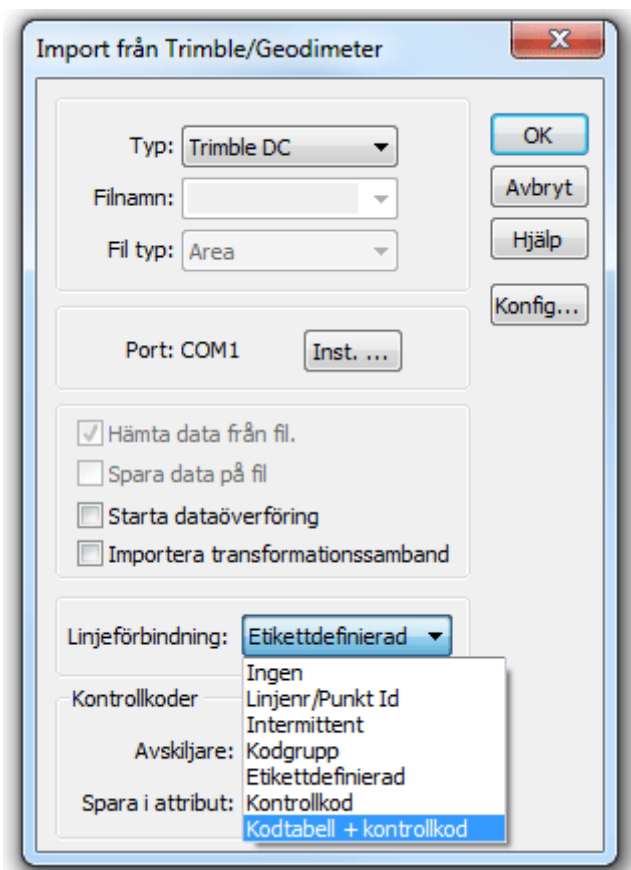 Import från Trimble/Geodimeter
Typ: Trimble DC
OK
Filnamn:
Avbryt
Fil typ: Area
Hjälp
Konfig...
Port: COM1 Inst. ...
Hämta data från fil.
Spara data på fil
Starta dataöverföring
Importera transformationssamband
Linjeförbindning: Etikettdefinierad
Ingen
Kontrollkoder
Linjenr/Punkt Id
Intermittent
Avskiljare:
Kodgrupp
Etikettdefinierad
Spara i attribut:
Kontrollkod
Kodtabell + kontrollkod